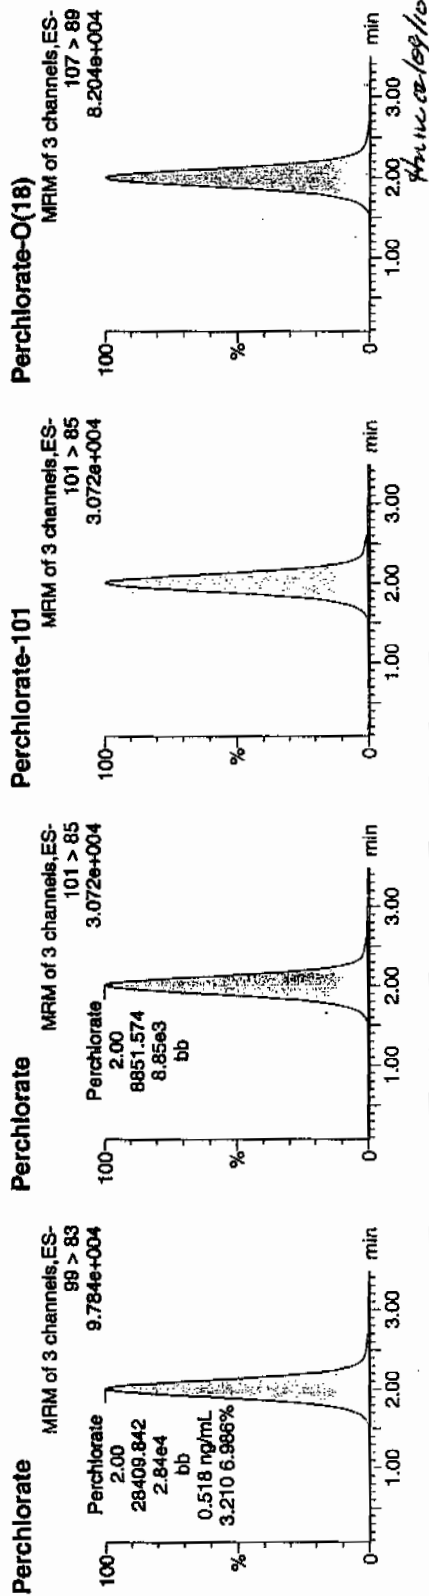 Perchlorate
MRM of 3 channels,ES-
99 > 83
9.784e+004
100
Perchlorate
2.00
28409.842
2.84e4
bb
0.518 ng/mL
3.210 6.986%
%
0
1.00
2.00
3.00
min
Perchlorate
MRM of 3 channels,ES-
101 > 85
3.072e+004
100
Perchlorate
2.00
8851.574
8.85e3
bb
%
0
1.00
2.00
3.00
min
Perchlorate-101
MRM of 3 channels,ES-
101 > 85
3.072e+004
100
%
0
1.00
2.00
3.00
min
Perchlorate-O(18)
MRM of 3 channels,ES-
107 > 89
8.204e+004
100
%
0
1.00
2.00
3.00
min
02/09/10